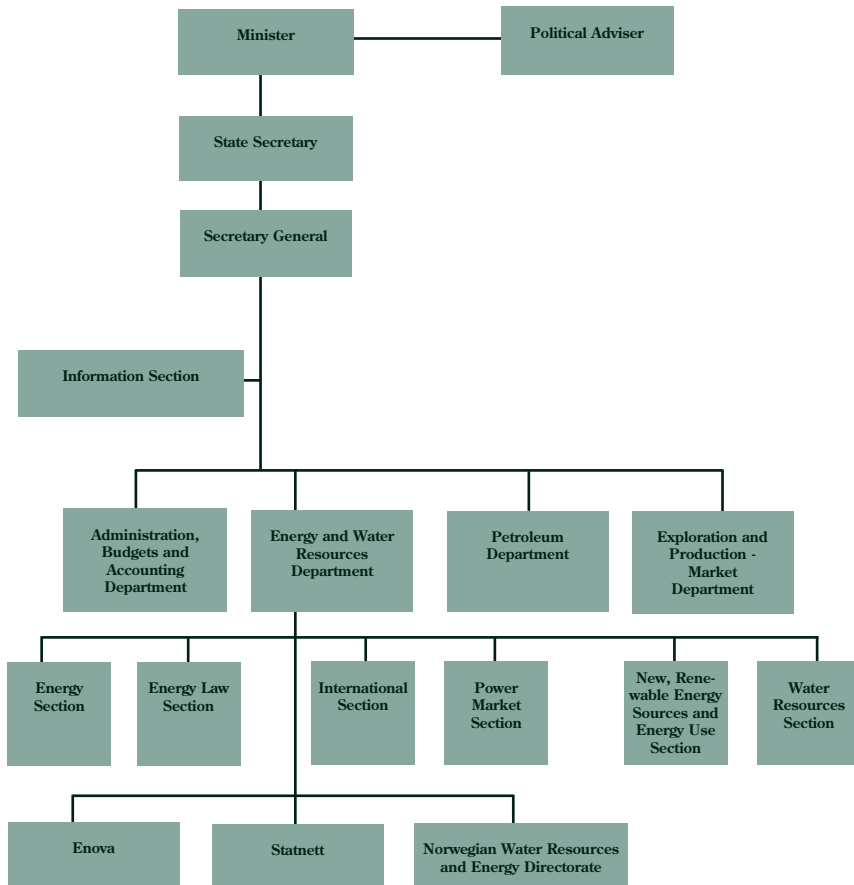 Minister
Political Adviser
State Secretary
Secretary General
Information Section
Administration,
Budgets and
Accounting
Department
Energy and Water
Resources
Department
Petroleum
Department
Exploration and
Production -
Market
Department
Energy
Section
Energy Law
Section
International
Section
Power
Market
Section
New, Rene-
wable Energy
Sources and
Energy Use
Section
Water
Resources
Section
Enova
Statnett
Norwegian Water Resources
and Energy Directorate